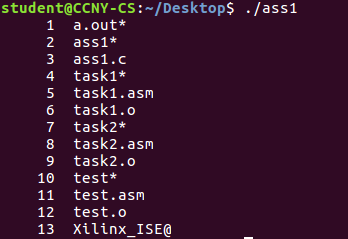 student@CCNY-CS:~/Desktop$ ./ass1
1 a.out*
2 ass1*
3 ass1.c
4 task1*
5 task1.asm
6 task1.o
7 task2*
8 task2.asm
9 task2.o
10 test*
11 test.asm
12 test.o
13 Xilinx_ISE@